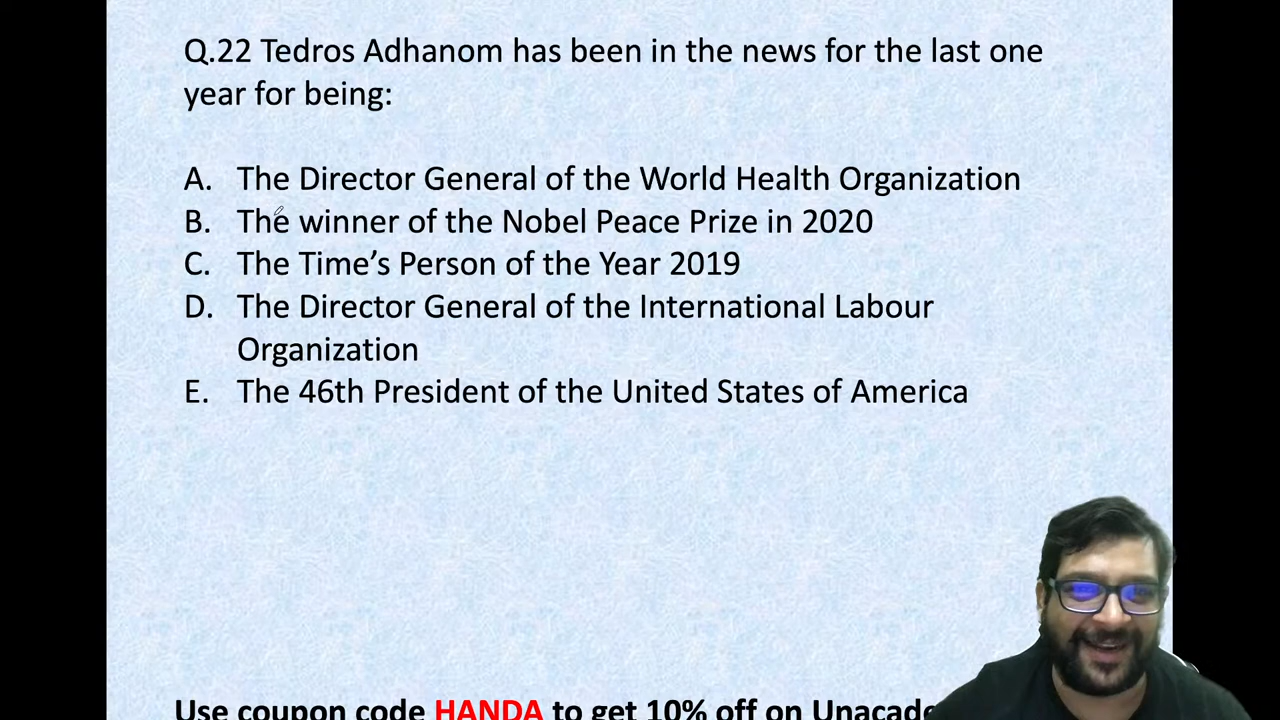 Q.22 Tedros Adhanom has been in the news for the last one
year for being:
A. The Director General of the World Health Organization
B. The winner of the Nobel Peace Prize in 2020
C. The Time’s Person of the Year 2019
D. The Director General of the International Labour
Organization
E. The 46th President of the United States of America
Use coupon code HANDA to get 10% off on